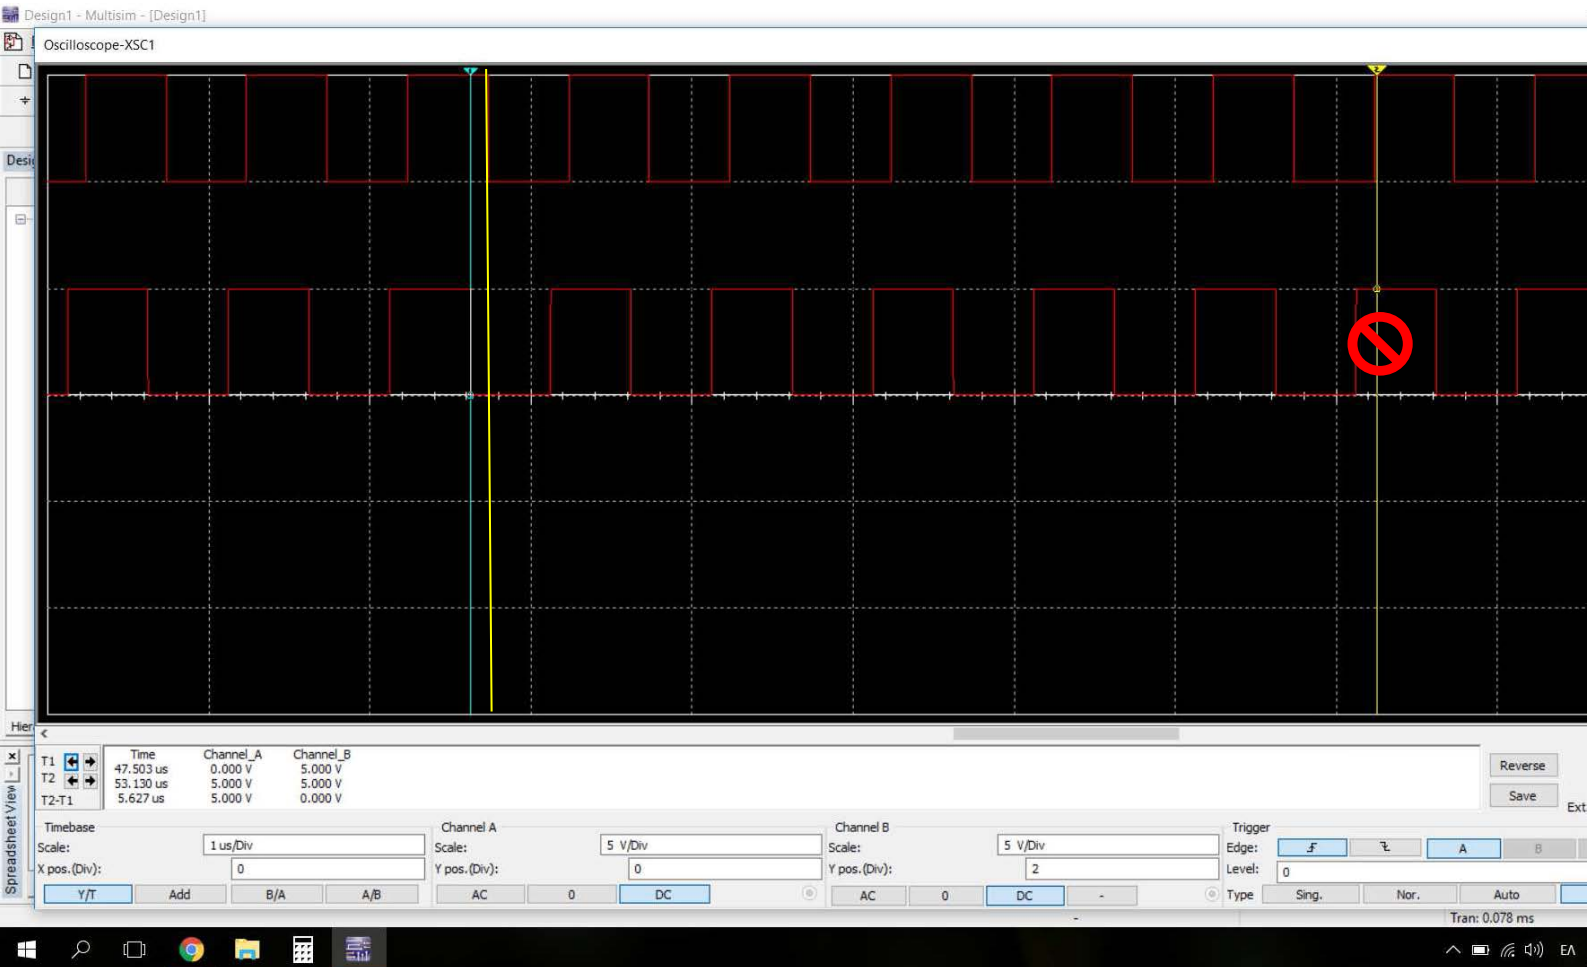 Design1 - Multisim - [Design1]
Oscilloscope-XSC1
1
2
Desi
Hier
Spreadsheet View
Time Channel_A Channel_B
T1 47.503 us 0.000 V 5.000 V
T2 53.130 us 5.000 V 5.000 V
T2-T1 5.627 us 5.000 V 0.000 V
Reverse
Save
Ext
Timebase Channel A Channel B Trigger
Scale: 1 us/Div Scale: 5 V/Div Scale: 5 V/Div Edge: A B
X pos.(Div): 0 Y pos.(Div): 0 Y pos.(Div): 2 Level: 0
Y/T Add B/A A/B AC 0 DC AC 0 DC - Type Sing. Nor. Auto
- Tran: 0.078 ms
ΕΛ